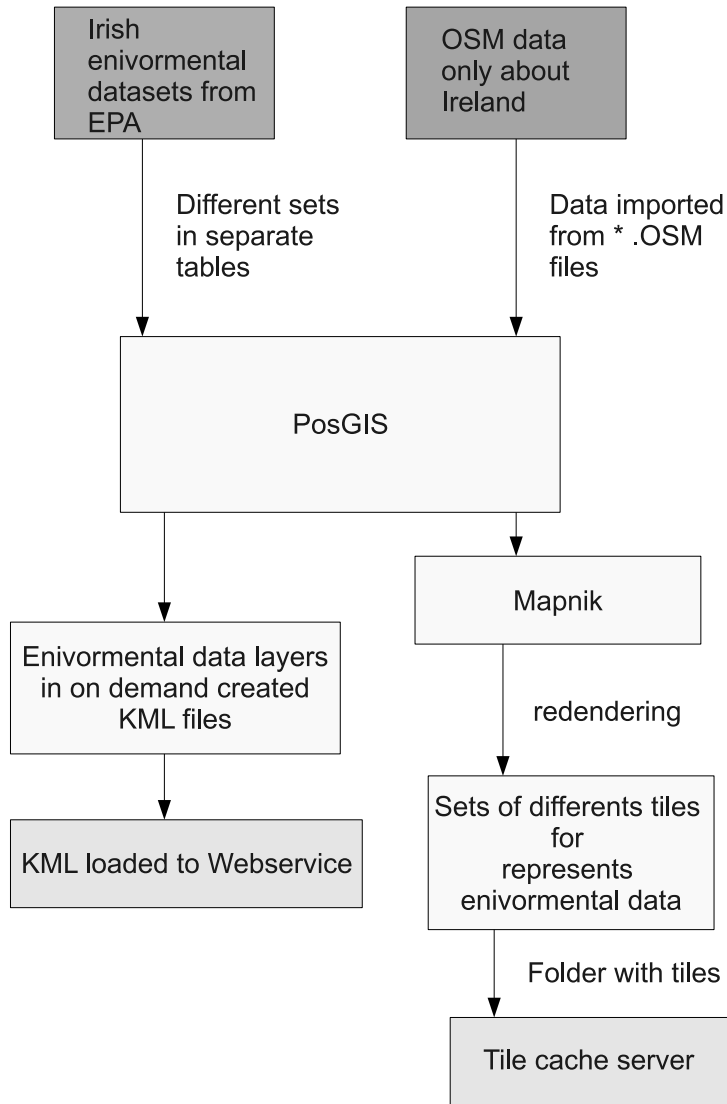 Irish
enivormental
datasets from
EPA
OSM data
only about
Ireland
Different sets
in separate
tables
Data imported
from * .OSM
files
PosGIS
Mapnik
Enivormental data layers
in on demand created
KML files
redendering
KML loaded to Webservice
Sets of differents tiles
for
represents
enivormental data
Folder with tiles
Tile cache server